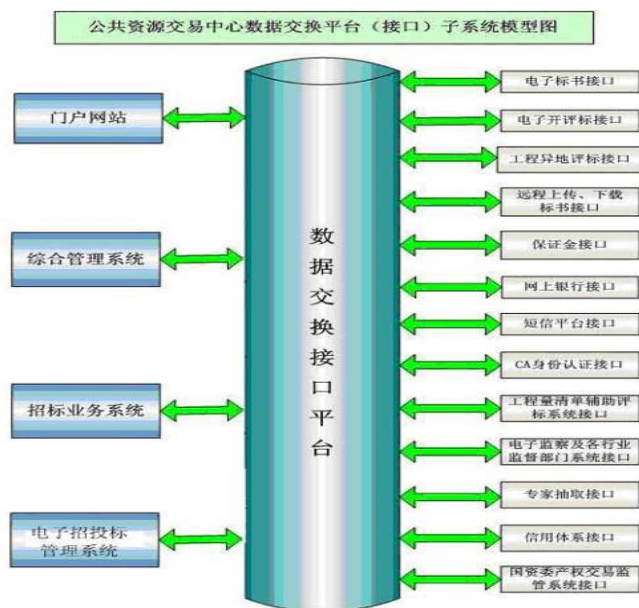 公共资源交易中心数据交换平台（接口）子系统模型图
门户网站
综合管理系统
招标业务系统
电子招投标
管理系统
数
据
交
换
接
口
平
台
电子标书接口
电子开评标接口
工程异地评标接口
远程上传、下载
标书接口
保证金接口
网上银行接口
短信平台接口
CA身份认证接口
工程量清单辅助评
标系统接口
电子监察及各行业
监督部门系统接口
专家抽取接口
信用体系接口
国资委产权交易监
管系统接口